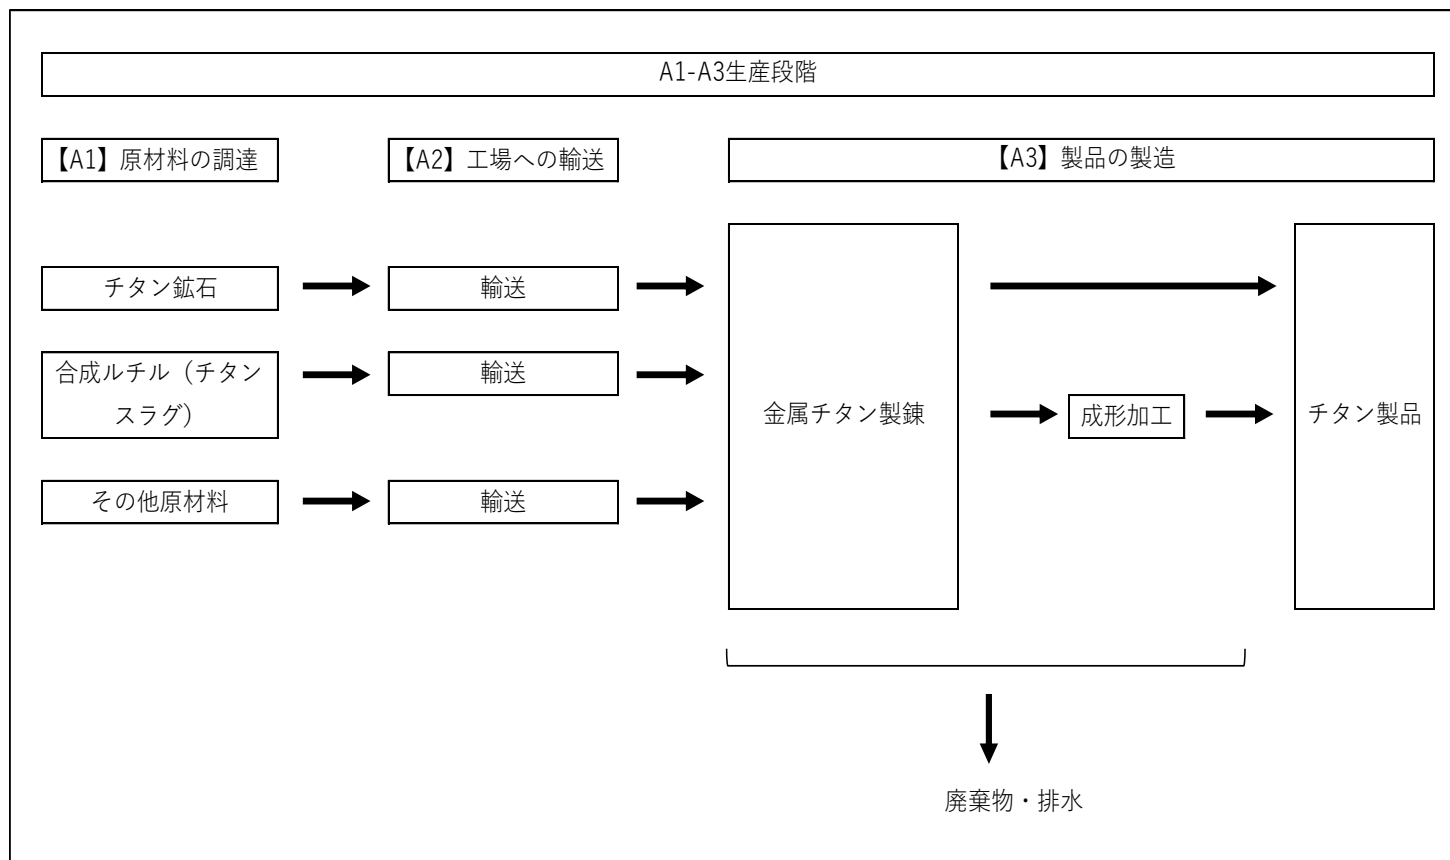 A1-A3生産段階
【A1】原材料の調達
【A2】工場への輸送
【A3】製品の製造
チタン鉱石
輸送
合成ルチル（チタン
スラグ）
輸送
その他原材料
輸送
金属チタン製錬
成形加工
チタン製品
廃棄物・排水